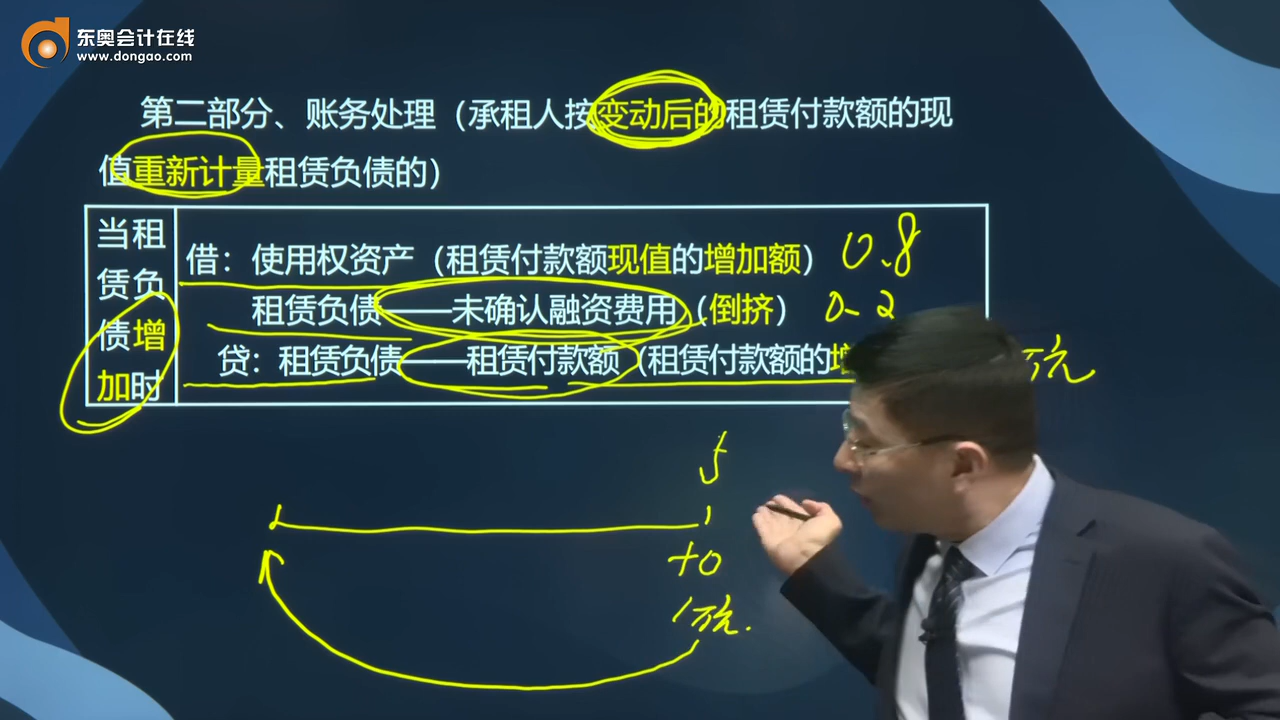 东奥会计在线
www.dongao.com
第二部分、账务处理（承租人按变动后的租赁付款额的现
值重新计量租赁负债的）
当租
赁负
债增
加时
借：使用权资产（租赁付款额现值的增加额） 0.8
租赁负债——未确认融资费用（倒挤） 0.2
贷：租赁负债——租赁付款额（租赁付款额的增 万元
5
+0
1万元.